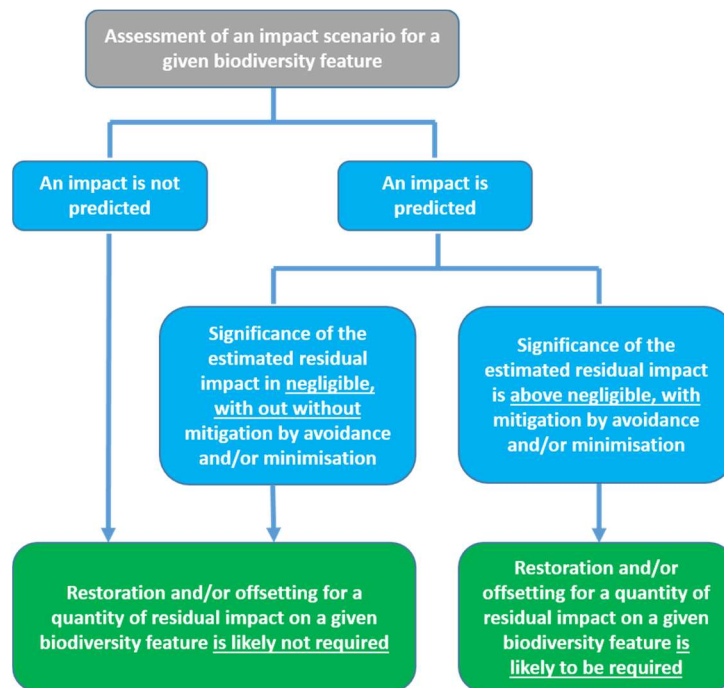 Assessment of an impact scenario for a
given biodiversity feature
An impact is not
predicted
An impact is
predicted
Significance of the
estimated residual
impact in negligible,
with out without
mitigation by avoidance
and/or minimisation
Significance of the
estimated residual impact
is above negligible, with
mitigation by avoidance
and/or minimisation
Restoration and/or offsetting for a
quantity of residual impact on a given
biodiversity feature is likely not required
Restoration and/or
offsetting for a quantity of
residual impact on a given
biodiversity feature is
likely to be required